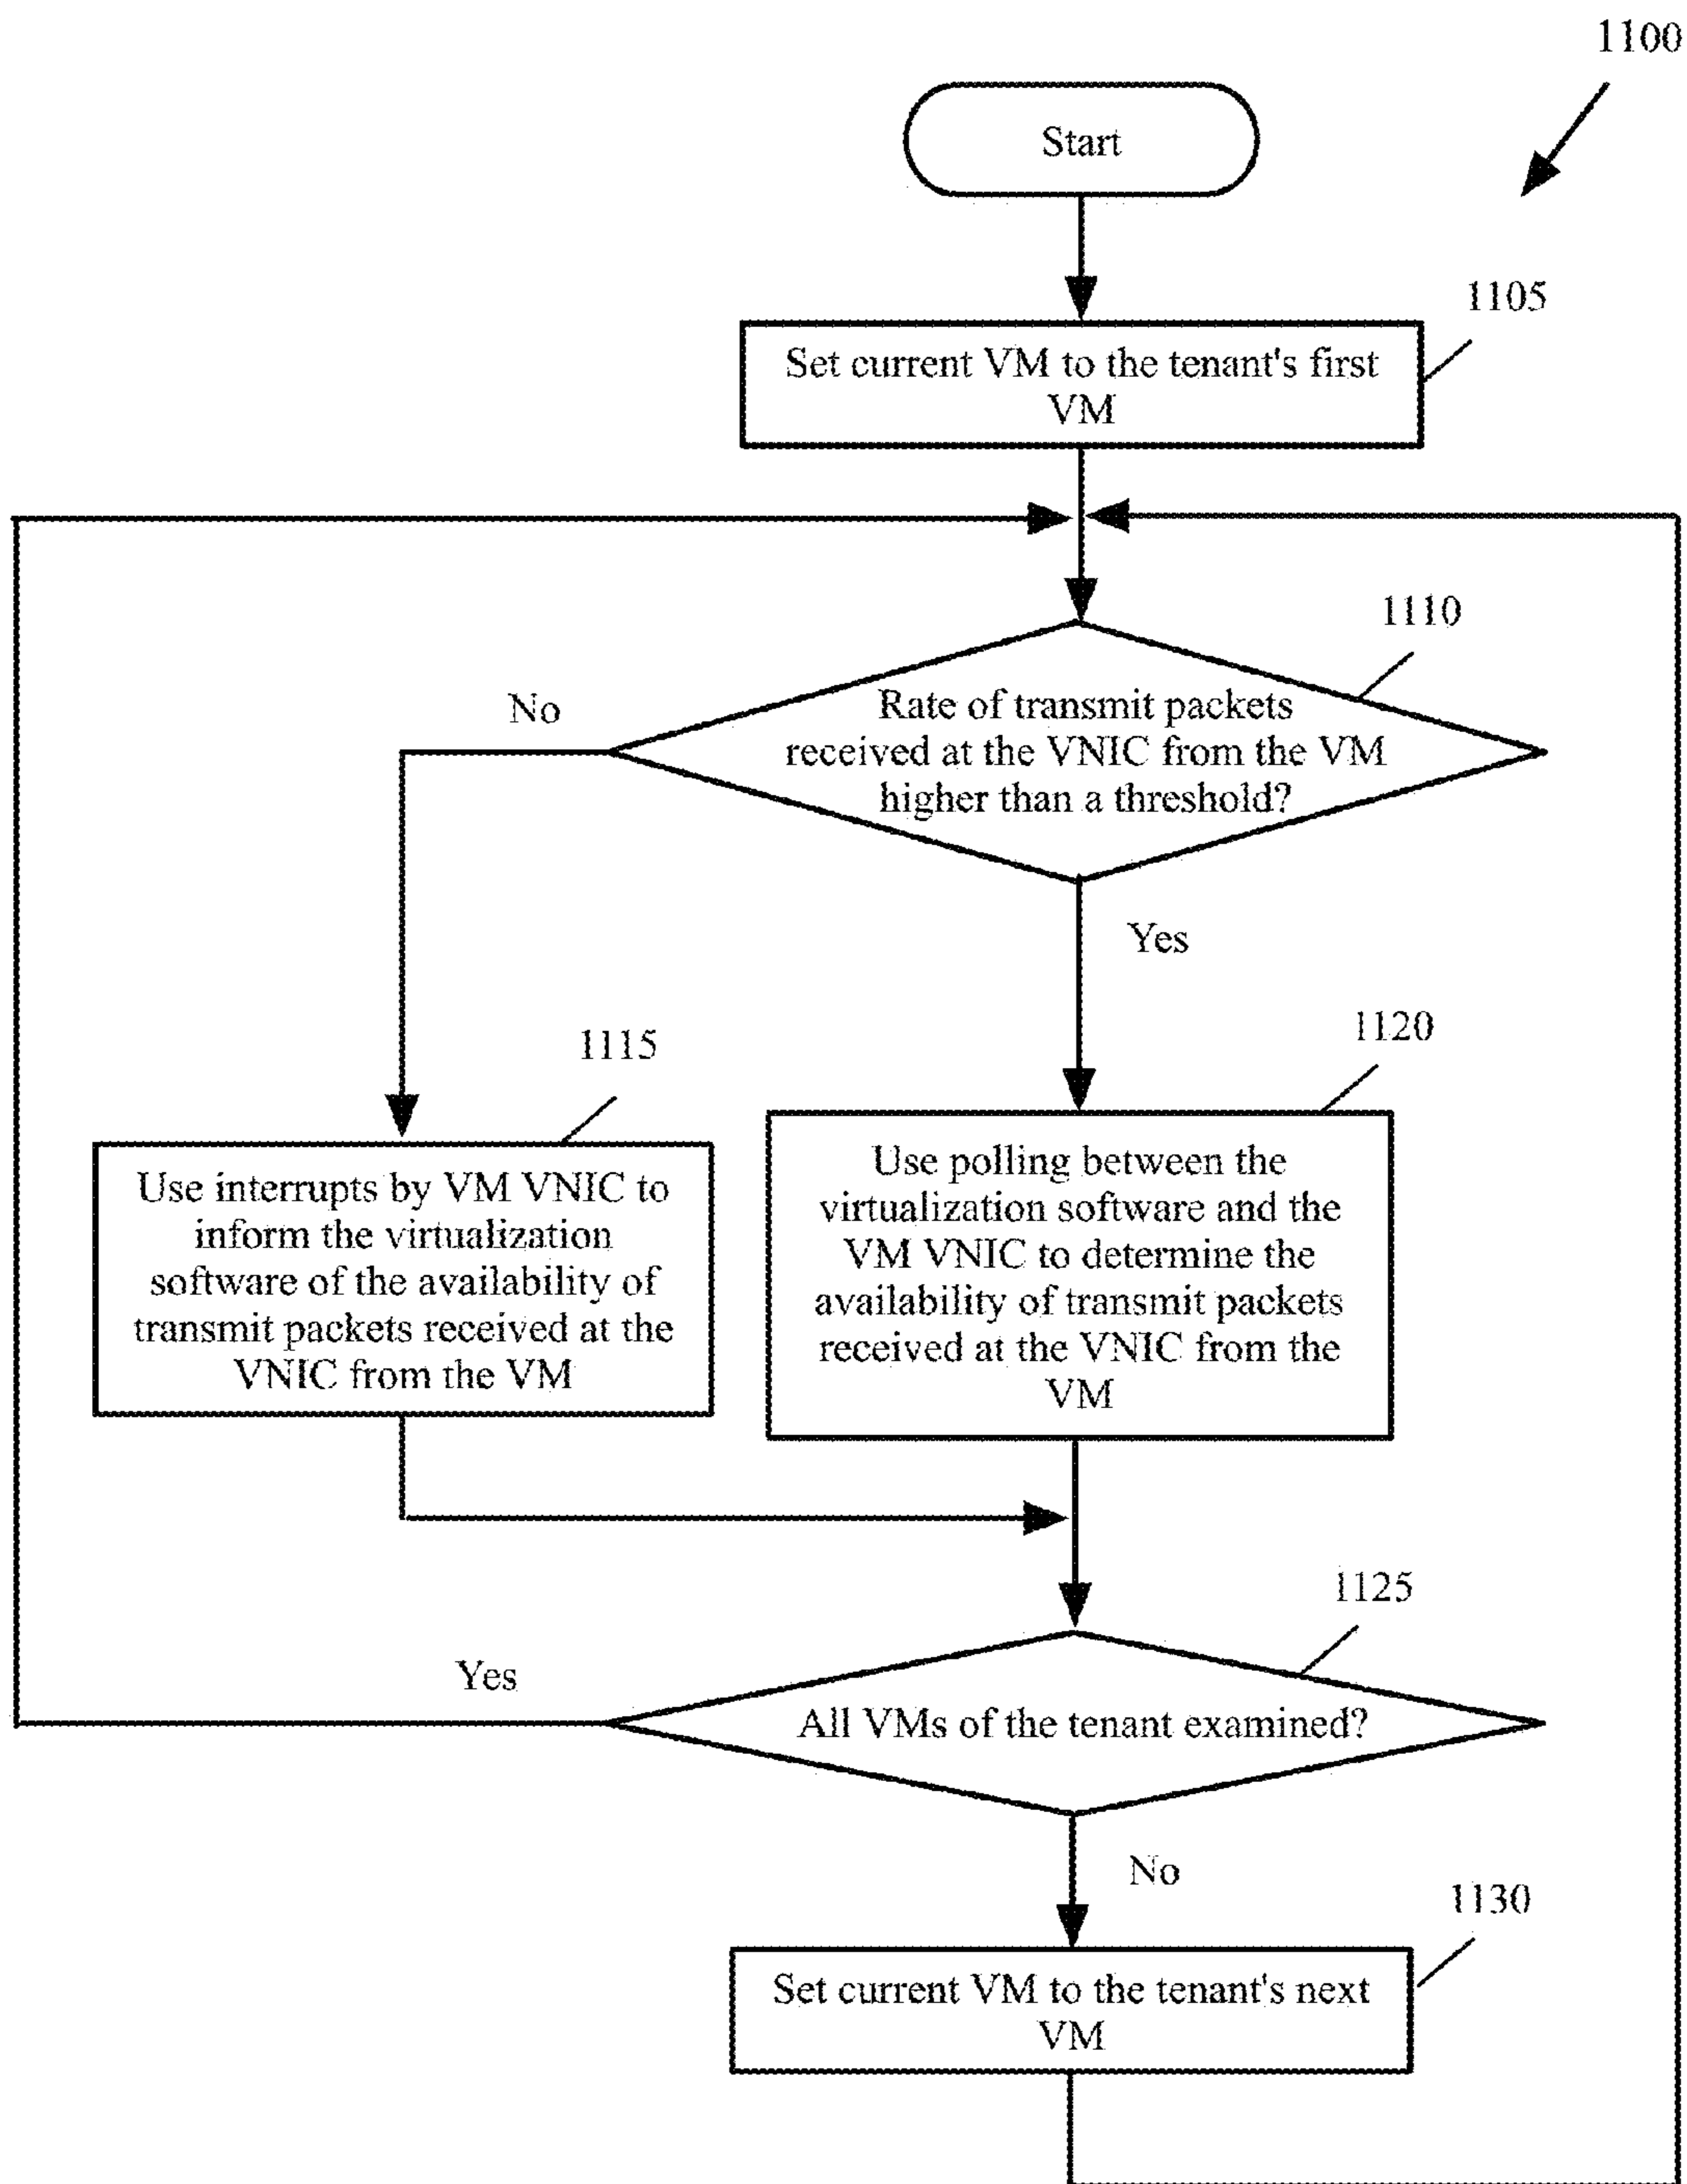 1100
Start
1105
Set current VM to the tenant's first
VM
1110
No
Rate of transmit packets
received at the VNIC from the VM
higher than a threshold?
Yes
1115
1120
Use interrupts by VM VNIC to
inform the virtualization
software of the availability of
transmit packets received at the
VNIC from the VM
Use polling between the
virtualization software and the
VM VNIC to determine the
availability of transmit packets
received at the VNIC from the
VM
1125
Yes
All VMs of the tenant examined?
No
1130
Set current VM to the tenant's next
VM